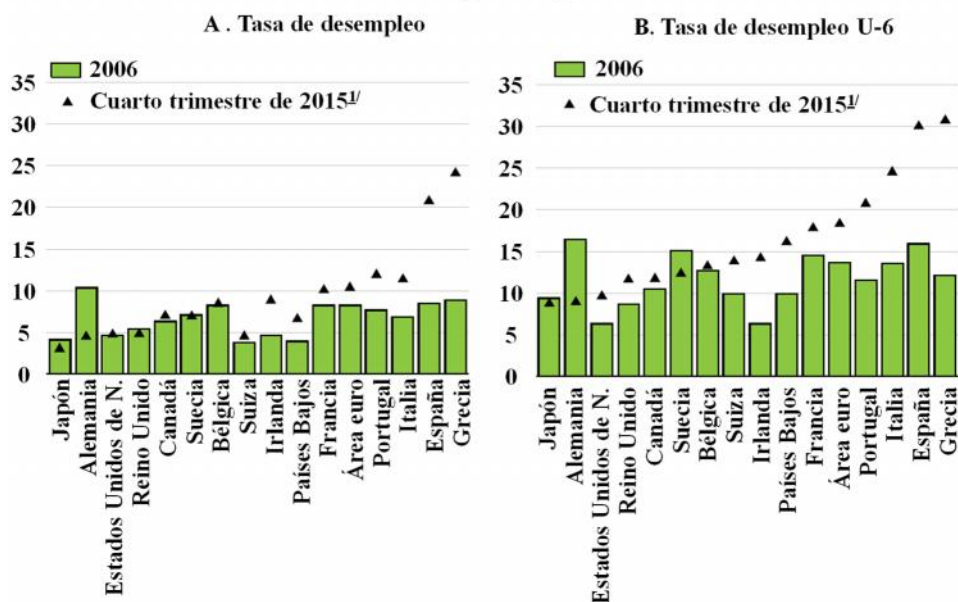 A . Tasa de desempleo
2006
Cuarto trimestre de 2015 1/
35
30
25
20
15
10
5
0
Japón
Alemania
Estados Unidos de N.
Reino Unido
Canadá
Suecia
Bélgica
Suiza
Irlanda
Países Bajos
Francia
Área euro
Portugal
Italia
España
Grecia
B. Tasa de desempleo U-6
2006
Cuarto trimestre de 2015 1/
35
30
25
20
15
10
5
0
Japón
Alemania
Estados Unidos de N.
Reino Unido
Canadá
Suecia
Bélgica
Suiza
Irlanda
Países Bajos
Francia
Área euro
Portugal
Italia
España
Grecia